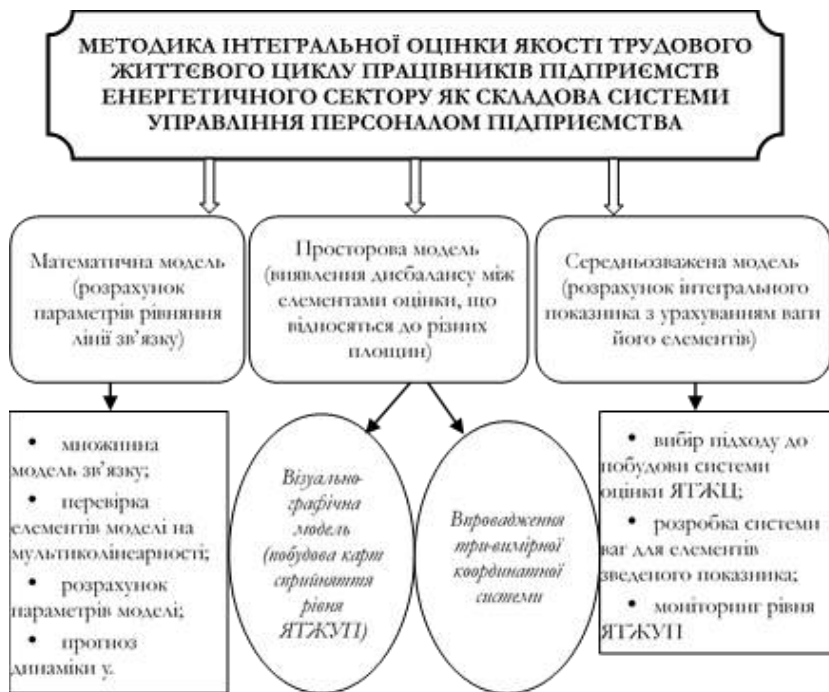 МЕТОДИКА ІНТЕГРАЛЬНОЇ ОЦІНКИ ЯКОСТІ ТРУДОВОГО
ЖИТТЄВОГО ЦИКЛУ ПРАЦІВНИКІВ ПІДПРИЄМСТВ
ЕНЕРГЕТИЧНОГО СЕКТОРУ ЯК СКЛАДОВА СИСТЕМИ
УПРАВЛІННЯ ПЕРСОНАЛОМ ПІДПРИЄМСТВА
Математична модель
(розрахунок
параметрів рівняння
лінії зв’язку)
Просторова модель
(виявлення дисбалансу між
елементами оцінки, що
відносяться до різних
площин)
Середньозважена модель
(розрахунок інтегрального
показника з урахуванням ваги
його елементів)
• множинна
модель зв’язку;
• перевірка
елементів моделі на
мультиколінеарності;
• розрахунок
параметрів моделі;
• прогноз
динаміки у.
Візуально-
графічна
модель
(побудова карт
сприйняття
рівня
ЯТЖУП)
Впровадження
три-вимірної
координатної
системи
• вибір підходу до
побудови системи
оцінки ЯТЖЦ;
• розробка системи
ваг для елементів
зведеного показника;
• моніторинг рівня
ЯТЖУП